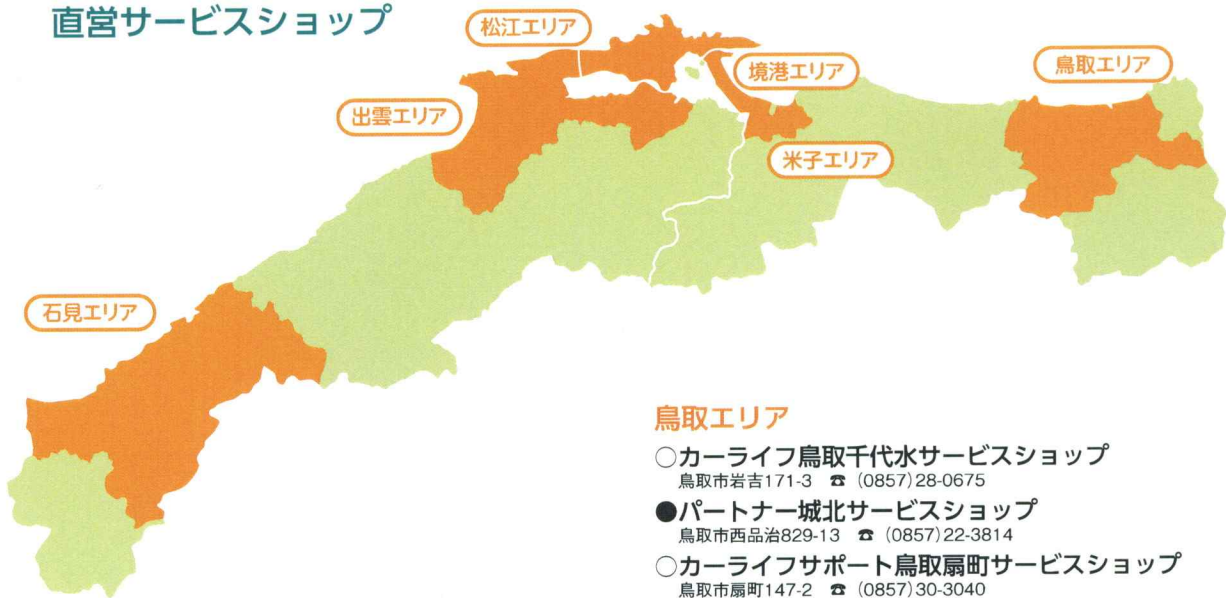 直営サービスショップ
松江エリア
境港エリア
鳥取エリア
出雲エリア
米子エリア
石見エリア
鳥取エリア
○カーライフ鳥取千代水サービスショップ
鳥取市岩吉171-3 ☎ (0857)28-0675
●パートナー城北サービスショップ
鳥取市西品治829-13 ☎ (0857)22-3814
○カーライフサポート鳥取扇町サービスショップ
鳥取市扇町147-2 ☎ (0857)30-3040